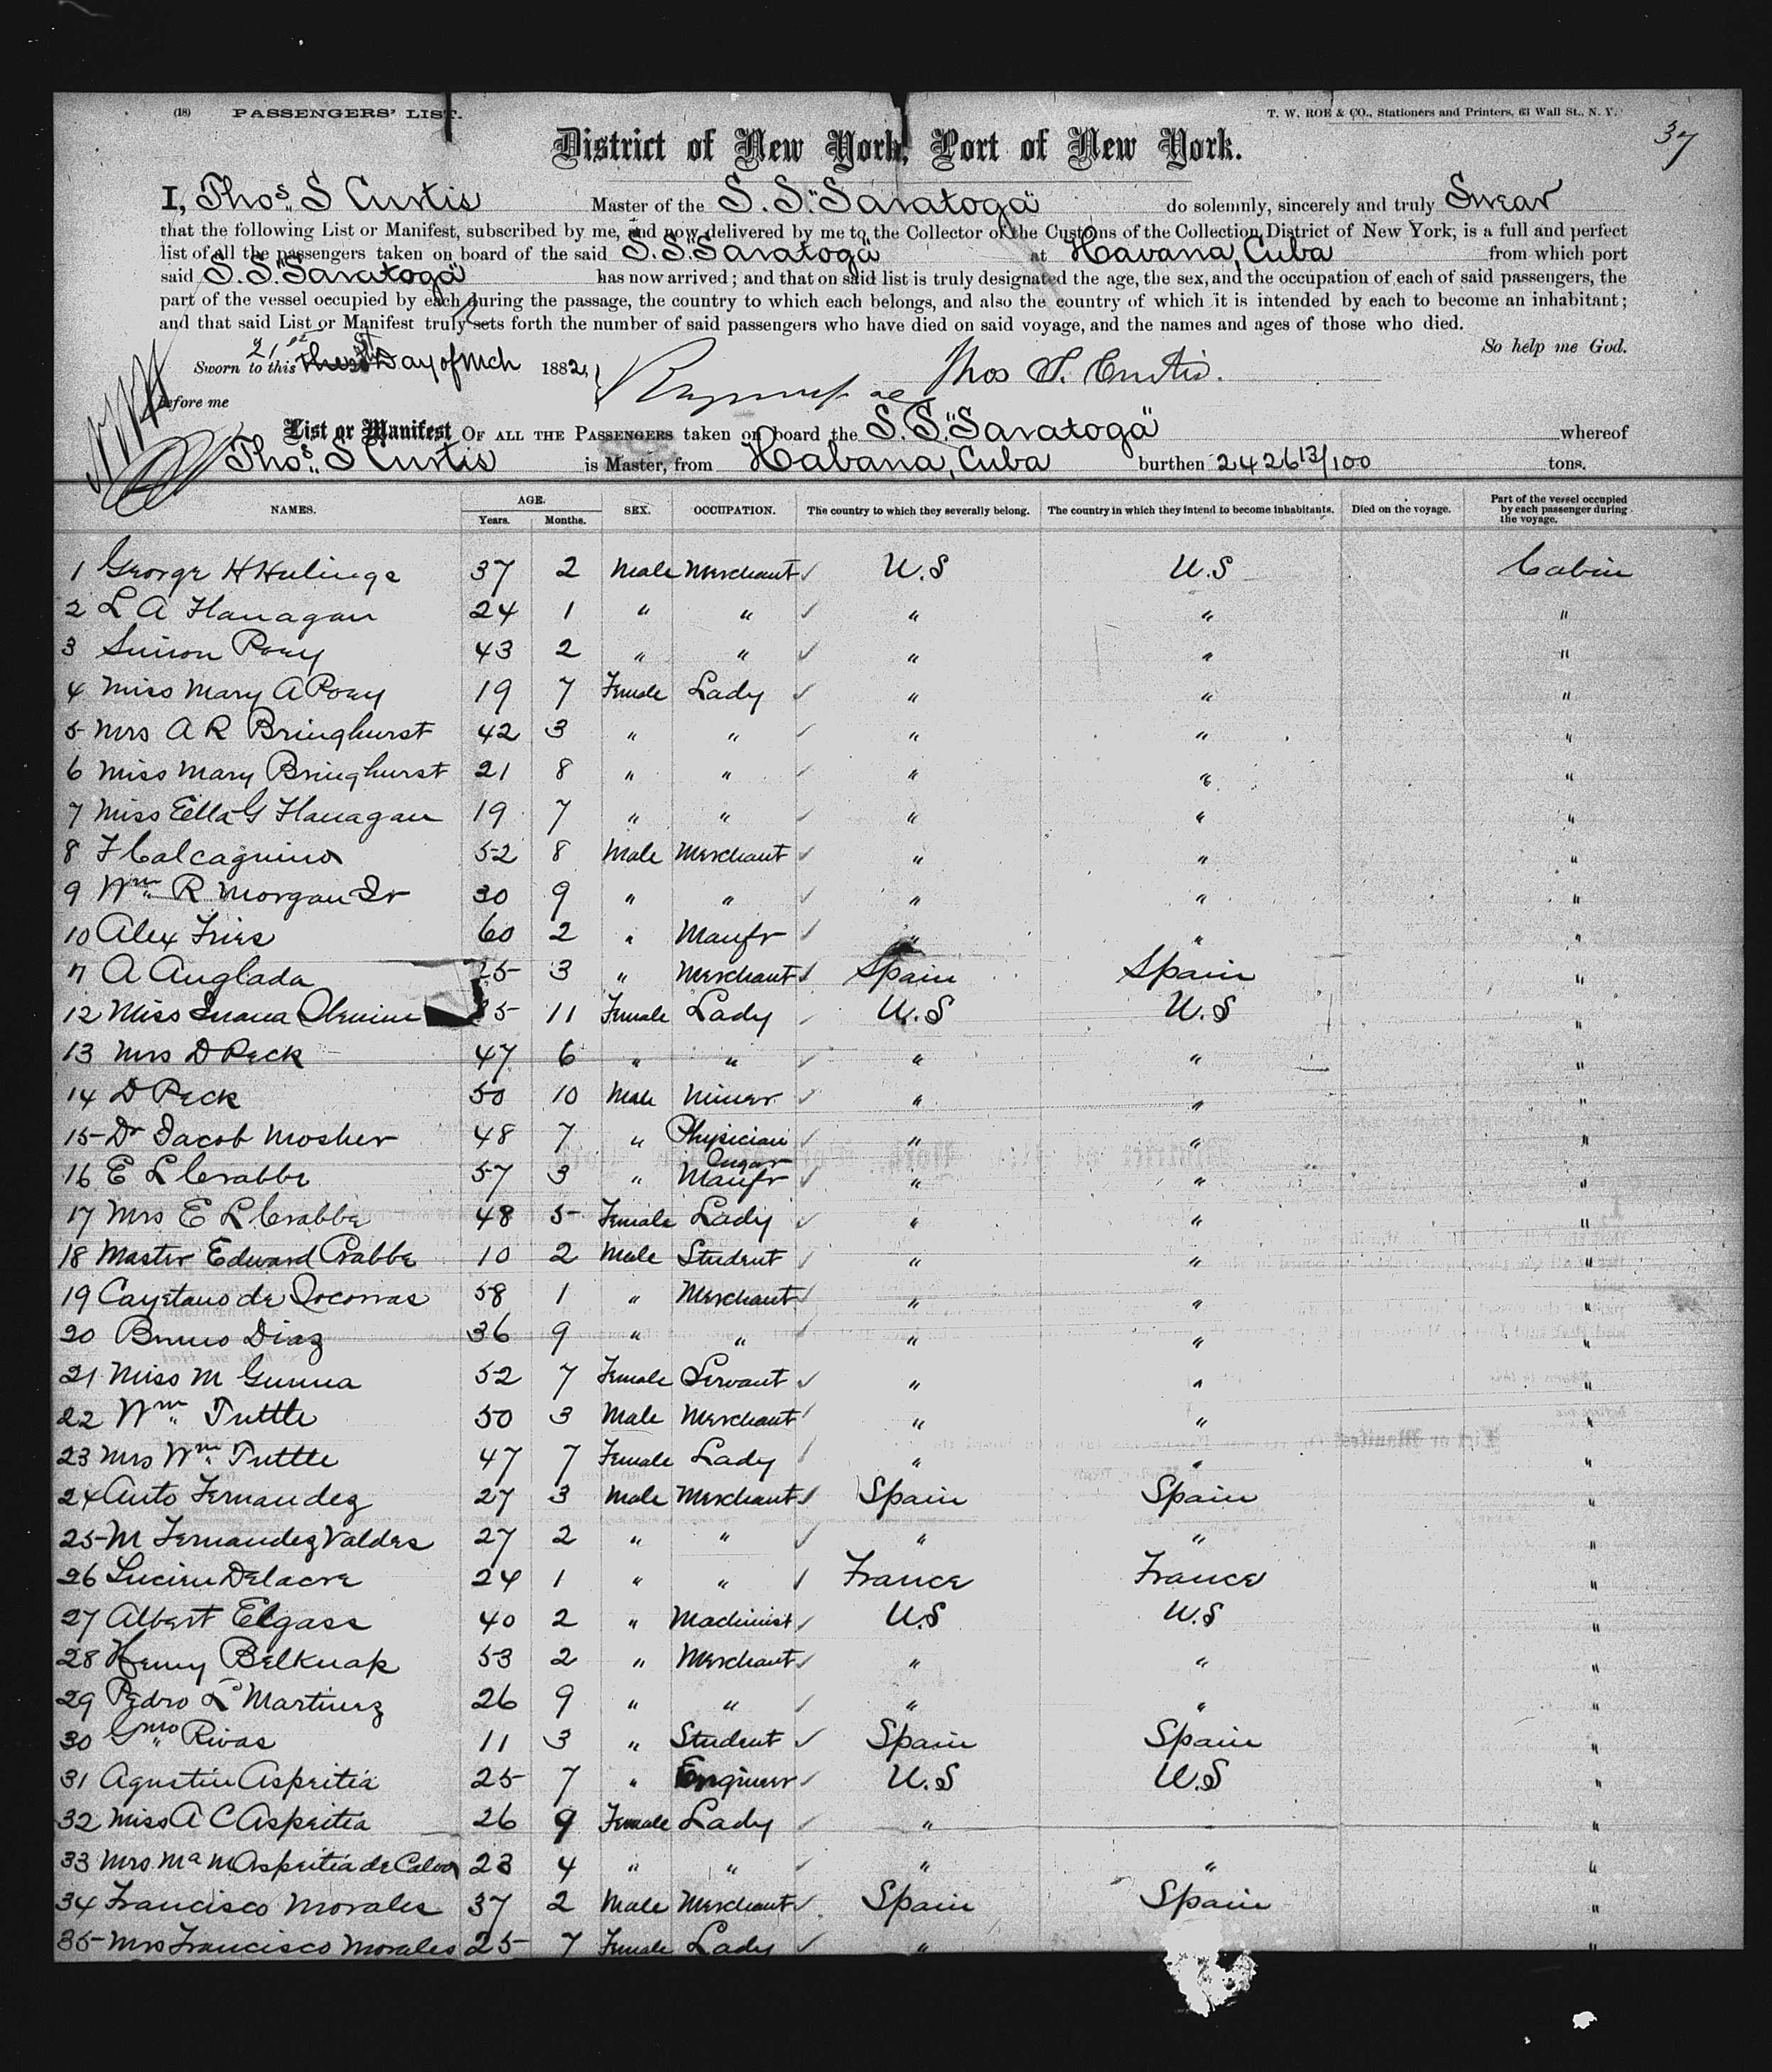 (18) PASSENGERS' LIST.
T. W. ROE & CO., Stationers and Printers, 63 Wall St., N. Y.
37
District of New York, Port of New York.
I, Thos. S Curtis Master of the S. S. "Saratoga" do solemnly, sincerely and truly Swear
that the following List or Manifest, subscribed by me, and now delivered by me to the Collector of the Customs of the Collection District of New York, is a full and perfect
list of all the passengers taken on board of the said S. S. "Saratoga" at Havana, Cuba from which port
said S. S. "Saratoga" has now arrived; and that on said list is truly designated the age, the sex, and the occupation of each of said passengers, the
part of the vessel occupied by each during the passage, the country to which each belongs, and also the country of which it is intended by each to become an inhabitant;
and that said List or Manifest truly sets forth the number of said passengers who have died on said voyage, and the names and ages of those who died.
So help me God.
Sworn to this 21st Day of Mch 1882, Thos S. Curtis.
Before me
List or Manifest OF ALL THE PASSENGERS taken on board the S. S. "Saratoga" whereof
Thos. S Curtis is Master, from Habana, Cuba burthen 2426 13/100 tons.
NAMES. AGE. Years. Months. SEX. OCCUPATION. The country to which they severally belong. The country in which they intend to become inhabitants. Died on the voyage. Part of the vessel occupied by each passenger during the voyage.
1 George H Hulings 37 2 Male Merchant U.S U.S Cabin
2 L A Flanagan 24 1 " " " " "
3 Simon Poey 43 2 " " " " "
4 Miss Mary A Poey 19 7 Female Lady " " "
5 Mrs A R Bringhurst 42 3 " " " " "
6 Miss Mary Bringhurst 21 8 " " " " "
7 Miss Ella G Flanagan 19 7 " " " " "
8 F Calcagnino 52 8 Male Merchant " " "
9 Wm. R Morgan Jr 30 9 " " " " "
10 Alex Fries 60 2 " Manfr " " "
11 A Anglada 25 3 " Merchant Spain Spain "
12 Miss Juana 5 11 Female Lady U.S U.S "
13 Mrs D Peck 47 6 " " " " "
14 D Peck 50 10 Male Miner " " "
15 Dr Jacob Mosher 48 7 " Physician " " "
16 E L Crabbe 57 3 " Manfr " " "
17 Mrs E L Crabbe 48 5 Female Lady " " "
18 Master Edward Crabbe 10 2 Male Student " " "
19 Cayetano de 58 1 " Merchant " " "
20 Bruno Diaz 36 9 " " " " "
21 Miss M Gunna 52 7 Female Servant " " "
22 Wm. Tuttle 50 3 Male Merchant " " "
23 Mrs Wm. Tuttle 47 7 Female Lady " " "
24 Anto Fernandez 27 3 Male Merchant Spain Spain "
25 M Fernandez Valdes 27 2 " " " " "
26 Lucien Delacre 24 1 " " France France "
27 Albert Elgass 40 2 " Machinist U.S U.S "
28 Henry Belknap 53 2 " Merchant " " "
29 Pedro L Martinez 26 9 " " " " "
30 Gmo. Rivas 11 3 " Student Spain Spain "
31 Agustin Aspeitia 25 7 " Engineer U.S U.S "
32 Miss A C Aspeitia 26 9 Female Lady " "
33 Mrs Ma M Aspeitia de Calvo 23 4 " " " " "
34 Francisco Morales 37 2 Male Merchant Spain Spain "
35 Mrs Francisco Morales 25 7 Female Lady " "